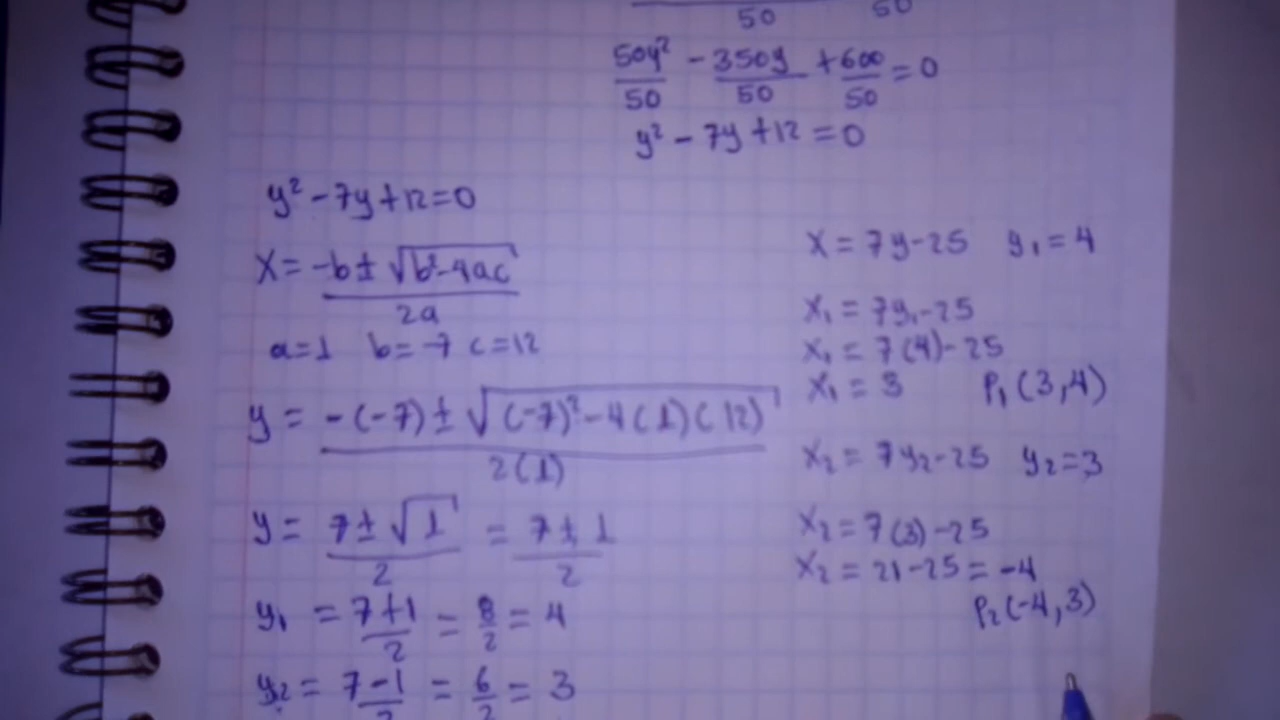 50 50
50y² - 350y + 600 = 0
50 50 50
y² - 7y + 12 = 0
y² - 7y + 12 = 0
x = -b ± √b² - 4ac
2a
a = 1 b = -7 c = 12
y = -(-7) ± √(-7)² - 4(1)(12)
2(1)
y = 7 ± √1 = 7 ± 1
2 2
y₁ = 7+1 = 8 = 4
2 2
y₂ = 7-1 = 6 = 3
2 2
x = 7y - 25 y₁ = 4
x₁ = 7y₁ - 25
x₁ = 7(4) - 25
x₁ = 3 P₁(3,4)
x₂ = 7y₂ - 25 y₂ = 3
x₂ = 7(3) - 25
x₂ = 21 - 25 = -4
P₂(-4,3)